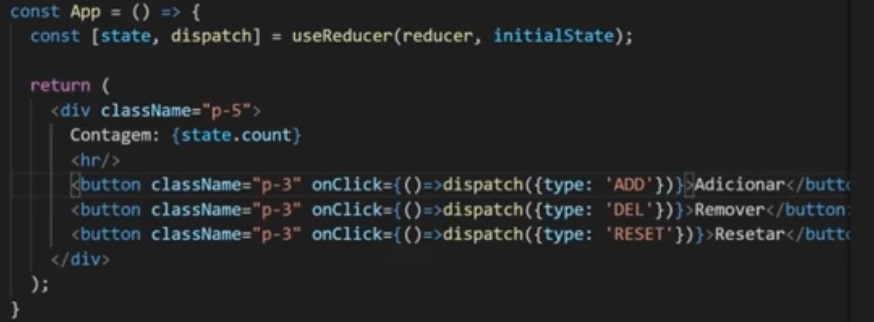 const App = () => {
const [state, dispatch] = useReducer(reducer, initialState);
return (
<div className="p-5">
Contagem: {state.count}
<hr/>
<button className="p-3" onClick={()=>dispatch({type: 'ADD'})}>Adicionar</butto
<button className="p-3" onClick={()=>dispatch({type: 'DEL'})}>Remover</button
<button className="p-3" onClick={()=>dispatch({type: 'RESET'})}>Resetar</butto
</div>
);
}